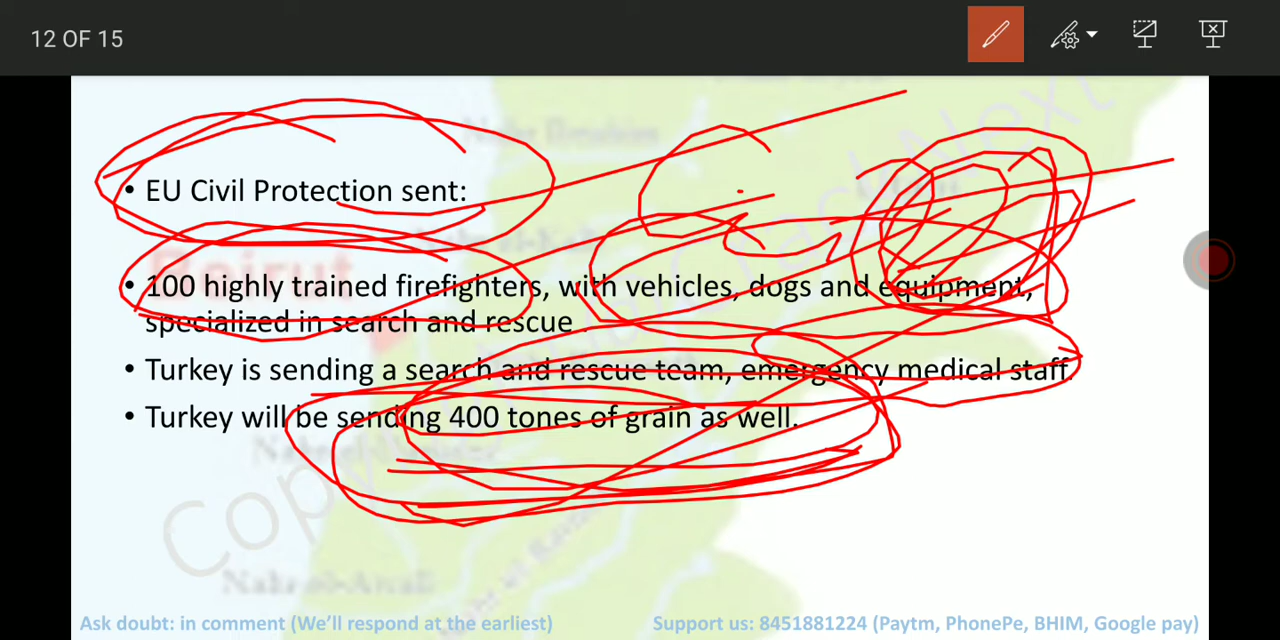 12 OF 15
• EU Civil Protection sent:
• 100 highly trained firefighters, with vehicles, dogs and equipment,
specialized in search and rescue .
• Turkey is sending a search and rescue team, emergency medical staff.
• Turkey will be sending 400 tones of grain as well.
Beirut
Ask doubt: in comment (We'll respond at the earliest)
Support us: 8451881224 (Paytm, PhonePe, BHIM, Google pay)